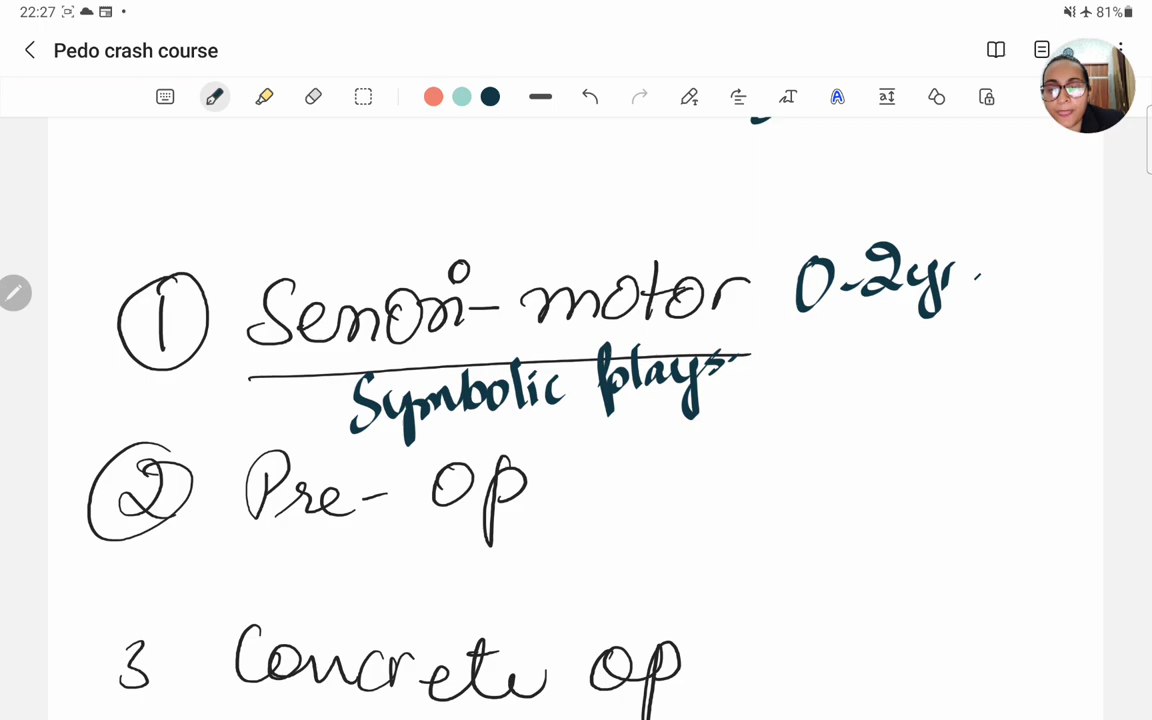 22:27 81%
Pedo crash course
1 Sensori-motor 0-2yr.
Symbolic plays
2 Pre-op
3 Concrete op